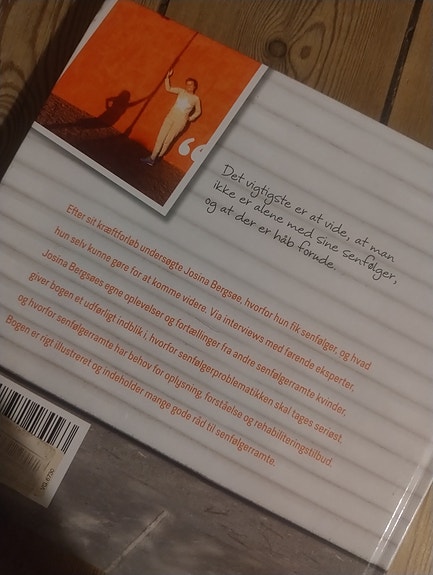 “
Det vigtigste er at vide, at man
ikke er alene med sine senfølger,
og at der er håb forude.
Efter sit kræftforløb undersøgte Josina Bergsøe, hvorfor hun fik senfølger, og hvad
hun selv kunne gøre for at komme videre. Via interviews med førende eksperter,
Josina Bergsøes egne oplevelser og fortællinger fra andre senfølgerramte kvinder,
giver bogen et udførligt indblik i, hvorfor senfølgerproblematikken skal tages seriøst,
og hvorfor senfølgerramte har behov for oplysning, forståelse og rehabiliteringstilbud.
Bogen er rigt illustreret og indeholder mange gode råd til senfølgerramte.